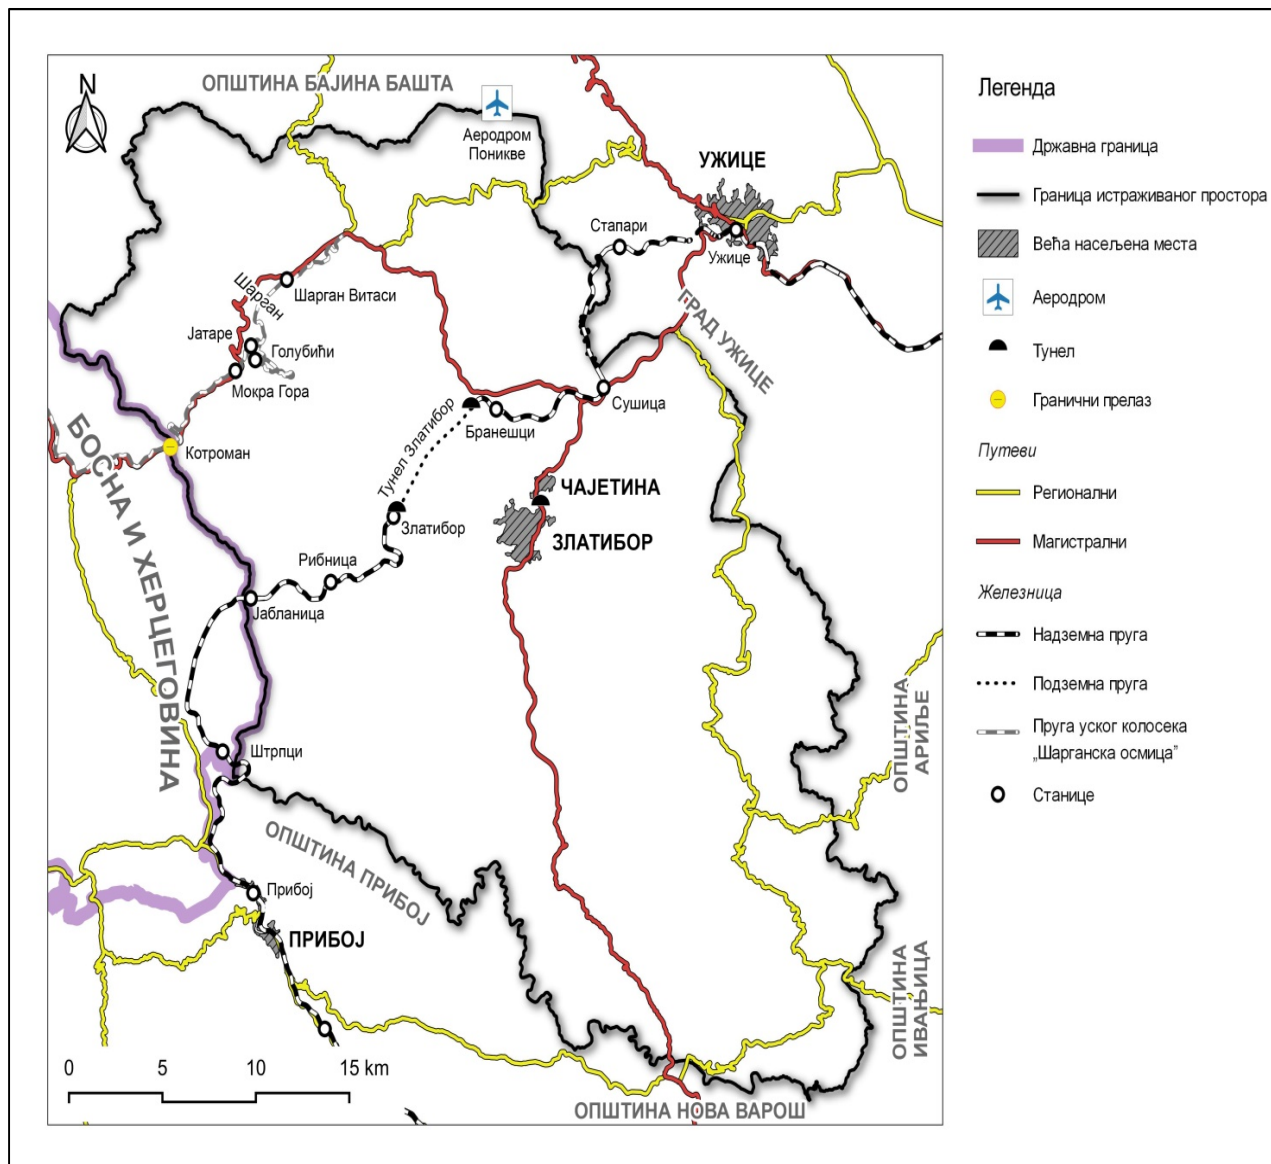 N
ОПШТИНА БАЈИНА БАШТА
Аеродром
Поникве
УЖИЦЕ
Стапари
Ужице
Шарган
Шарган Витаси
Јатаре
Голубићи
Мокра Гора
ГРАД УЖИЦЕ
Сушица
Бранешци
Тунел Златибор
Котроман
БОСНА И ХЕРЦЕГОВИНА
ЧАЈЕТИНА
Златибор
ЗЛАТИБОР
Рибница
Јабланица
Штрпци
ОПШТИНА
АРИЉЕ
ОПШТИНА ПРИБОЈ
Прибој
ПРИБОЈ
ОПШТИНА
ИВАЊИЦА
0 5 10 15 km
ОПШТИНА НОВА ВАРОШ
Легенда
Државна граница
Граница истраживаног простора
Већа насељена места
Аеродром
Тунел
Гранични прелаз
Путеви
Регионални
Магистрални
Железница
Надземна пруга
Подземна пруга
Пруга уског колосека
„Шарганска осмица”
Станице